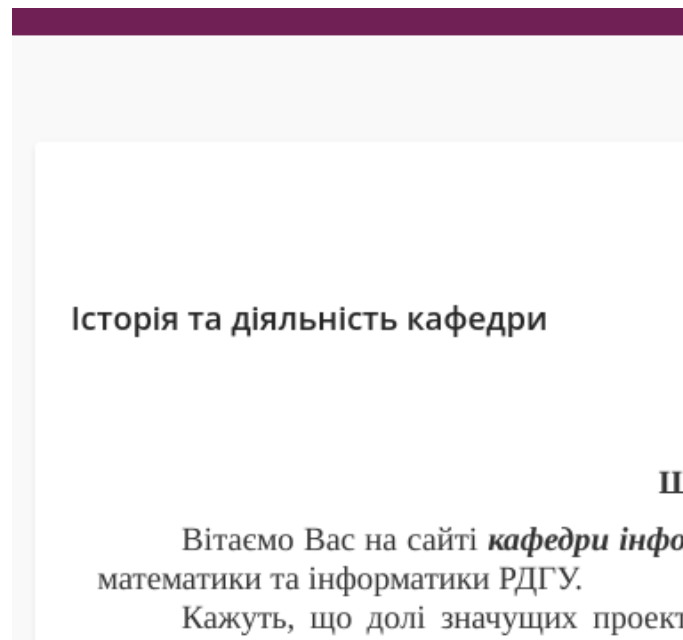 Історія та діяльність кафедри
Вітаємо Вас на сайті кафедри
математики та інформатики РДГУ.
Кажуть, що долі значущих